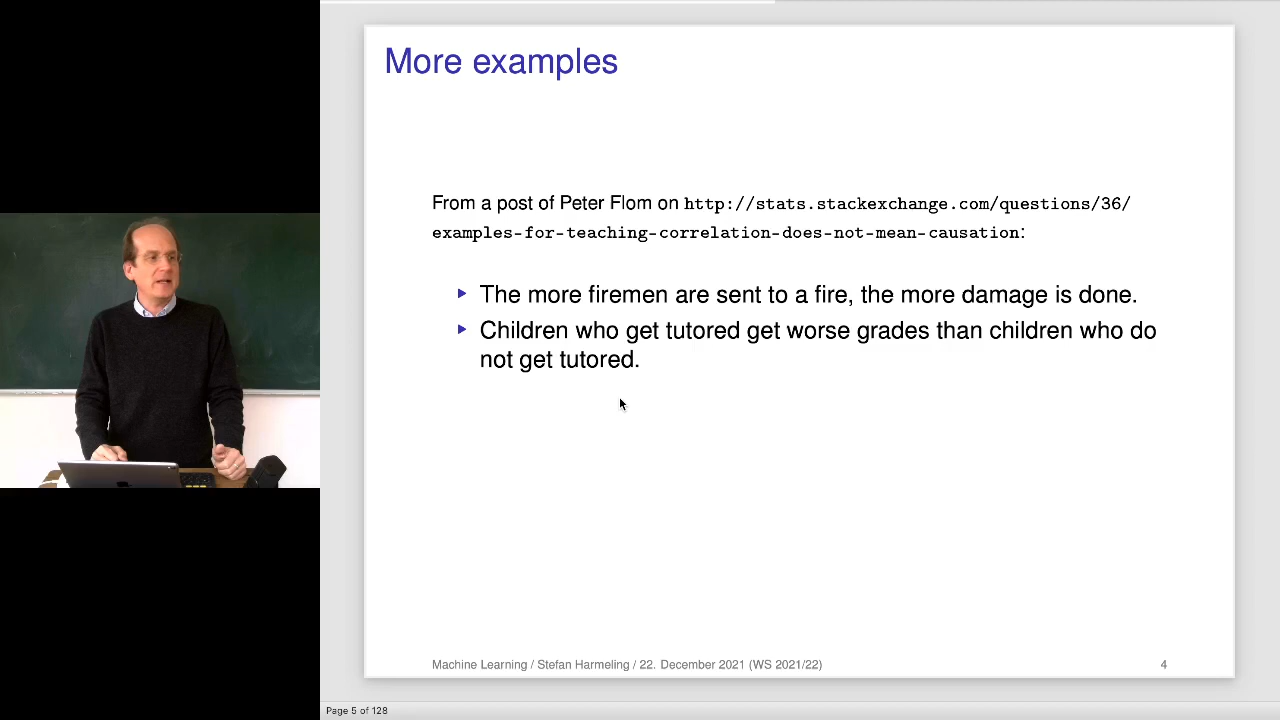 More examples
From a post of Peter Flom on http://stats.stackexchange.com/questions/36/
examples-for-teaching-correlation-does-not-mean-causation:
▸ The more firemen are sent to a fire, the more damage is done.
▸ Children who get tutored get worse grades than children who do
not get tutored.
Machine Learning / Stefan Harmeling / 22. December 2021 (WS 2021/22) 4
Page 5 of 128